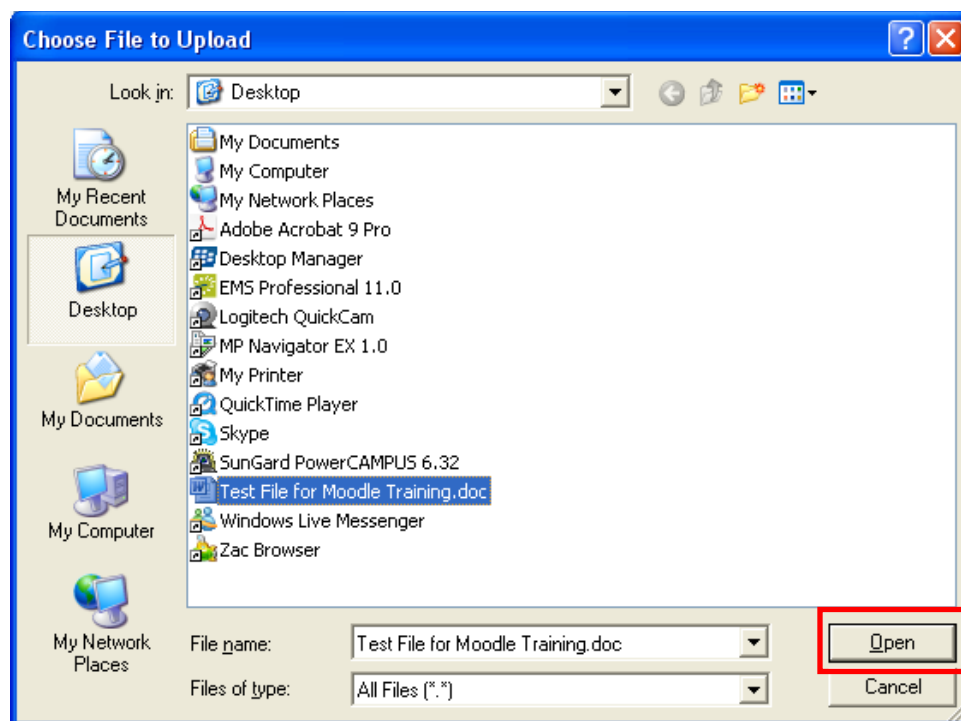 Choose File to Upload
Look in:
Desktop
My Recent
Documents
Desktop
My Documents
My Computer
My Network
Places
My Documents
My Computer
My Network Places
Adobe Acrobat 9 Pro
Desktop Manager
EMS Professional 11.0
Logitech QuickCam
MP Navigator EX 1.0
My Printer
QuickTime Player
Skype
SunGard PowerCAMPUS 6.32
Test File for Moodle Training.doc
Windows Live Messenger
Zac Browser
File name:
Test File for Moodle Training.doc
Open
Files of type:
All Files (*.*)
Cancel